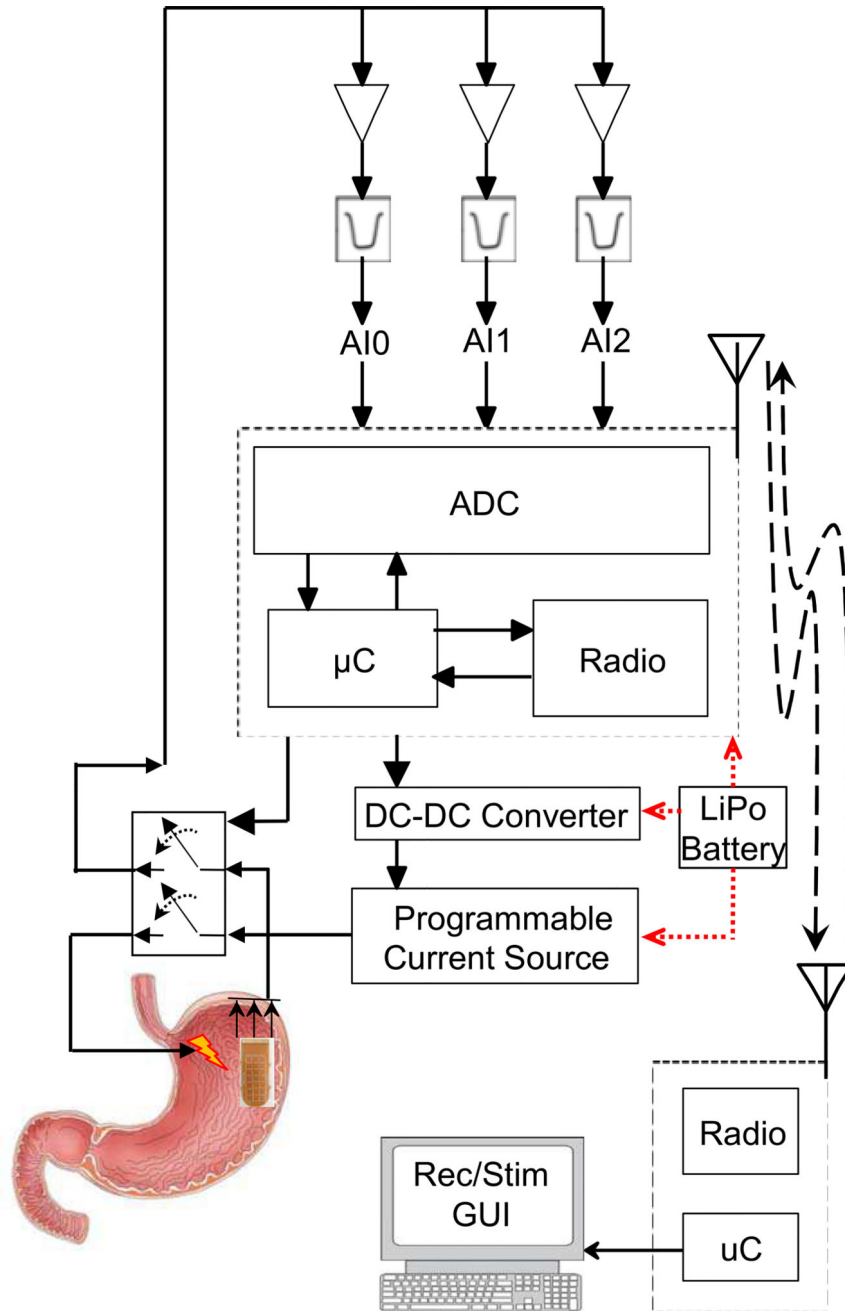 AI0
AI1
AI2
ADC
µC
Radio
DC-DC Converter
LiPo
Battery
Programmable
Current Source
Radio
Rec/Stim
GUI
uC